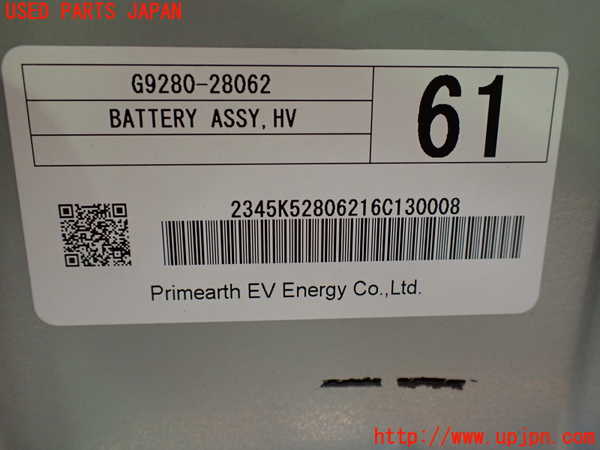 USED PARTS JAPAN
G9280-28062
BATTERY ASSY,HV
61
2345K52806216C130008
Primearth EV Energy Co.,Ltd.
http://www.upjpn.com/